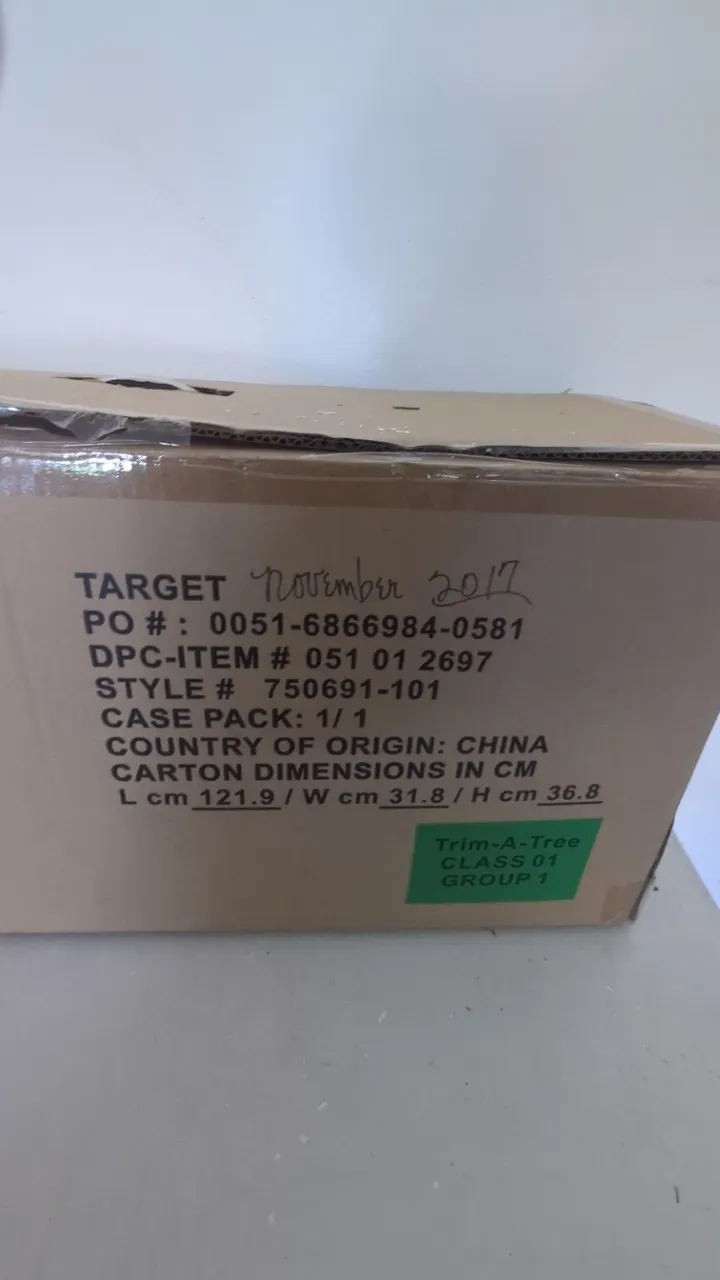 TARGET November 2017
PO # : 0051-6866984-0581
DPC-ITEM # 051 01 2697
STYLE # 750691-101
CASE PACK: 1/ 1
COUNTRY OF ORIGIN: CHINA
CARTON DIMENSIONS IN CM
L cm 121.9 / W cm 31.8 / H cm 36.8
Trim-A-Tree
CLASS 01
GROUP 1